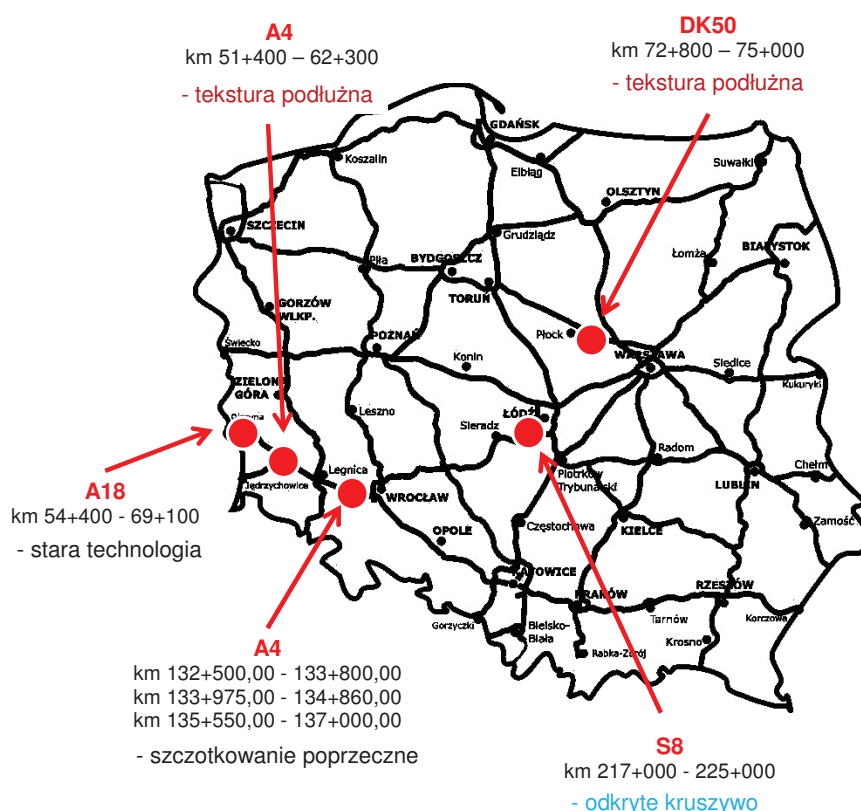 A4
km 51+400 – 62+300
- tekstura podłużna
DK50
km 72+800 – 75+000
- tekstura podłużna
GDAŃSK
Koszalin
Elbląg
Suwałki
OLSZTYN
SZCZECIN
Grudziądz
BIAŁYSTOK
Łomża
Piła
BYDGOSZCZ
TORUŃ
GORZÓW
WLKP.
Płock
POZNAŃ
Świecko
Konin
WARSZAWA
Siedlce
Kukuryki
ZIELONA
GÓRA
Leszno
ŁÓDŹ
Sieradz
Radom
Piotrków
Trybunalski
LUBLIN
Chełm
Legnica
Jędrzychowice
WROCŁAW
A18
km 54+400 - 69+100
- stara technologia
Częstochowa
Zamość
OPOLE
KIELCE
KATOWICE
KRAKÓW
RZESZÓW
Tarnów
Korczowa
Gorzyczki
Bielsko-
Biała
Krosno
Rabka-Zdrój
A4
km 132+500,00 - 133+800,00
km 133+975,00 - 134+860,00
km 135+550,00 - 137+000,00
- szczotkowanie poprzeczne
S8
km 217+000 - 225+000
- odkryte kruszywo